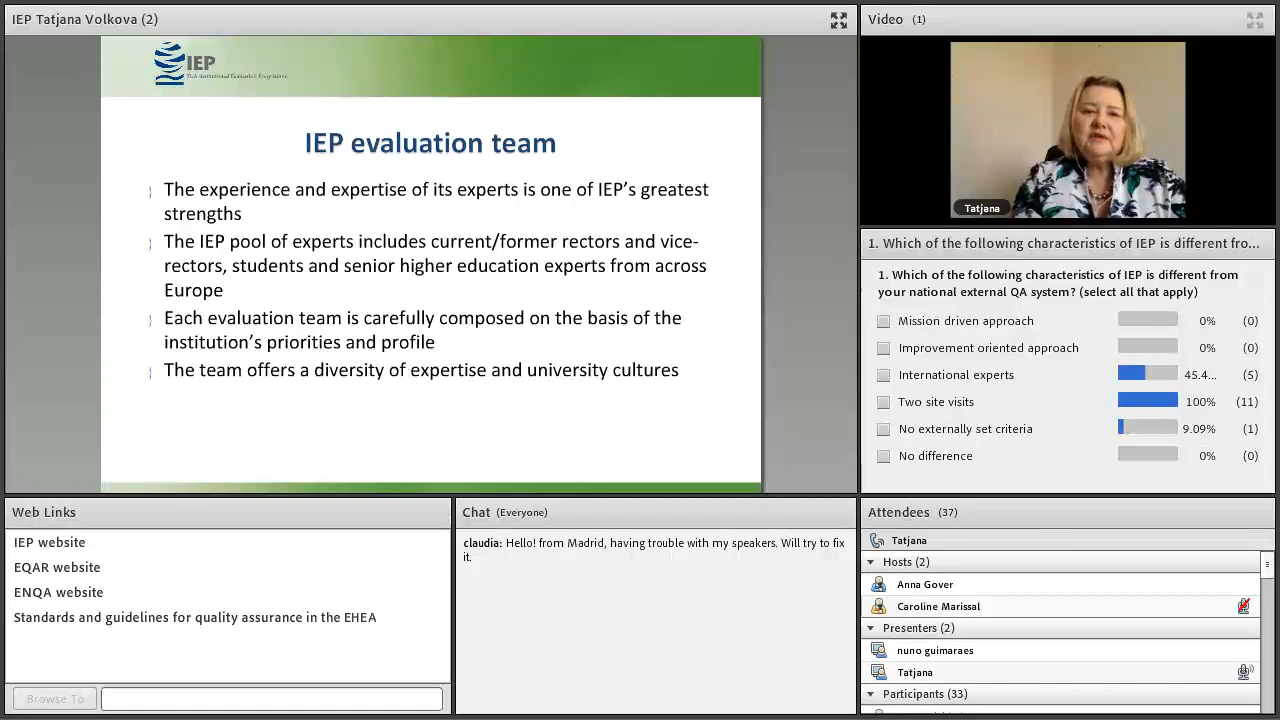 IEP Tatjana Volkova (2)
IEP
EUA Institutional Evaluation Programme
IEP evaluation team
The experience and expertise of its experts is one of IEP's greatest
strengths
The IEP pool of experts includes current/former rectors and vice-
rectors, students and senior higher education experts from across
Europe
Each evaluation team is carefully composed on the basis of the
institution's priorities and profile
The team offers a diversity of expertise and university cultures
Video (1)
Tatjana
1. Which of the following characteristics of IEP is different fro...
1. Which of the following characteristics of IEP is different from
your national external QA system? (select all that apply)
Mission driven approach 0% (0)
Improvement oriented approach 0% (0)
International experts 45.4... (5)
Two site visits 100% (11)
No externally set criteria 9.09% (1)
No difference 0% (0)
Web Links
IEP website
EQAR website
ENQA website
Standards and guidelines for quality assurance in the EHEA
Browse To
Chat (Everyone)
claudia: Hello! from Madrid, having trouble with my speakers. Will try to fix
it.
Attendees (37)
Tatjana
Hosts (2)
Anna Gover
Caroline Marissal
Presenters (2)
nuno guimaraes
Tatjana
Participants (33)